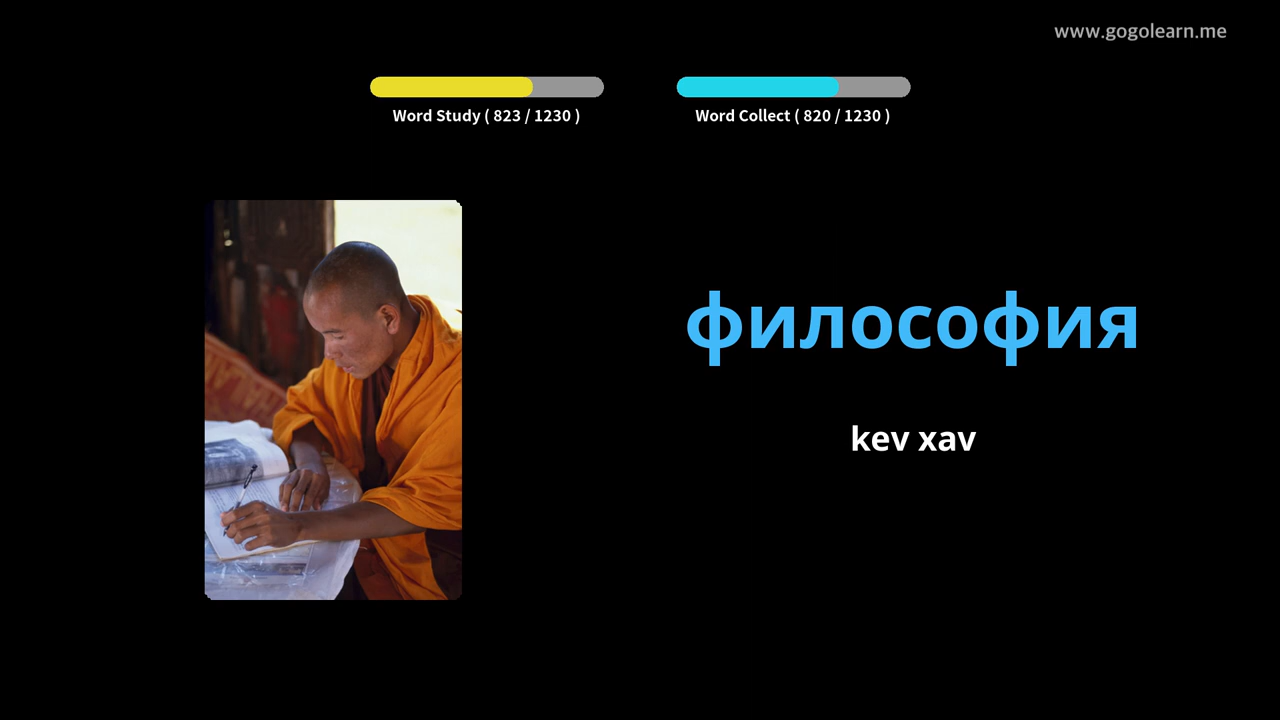 www.gogolearn.me
Word Study ( 823 / 1230 )
Word Collect ( 820 / 1230 )
философия
kev xav